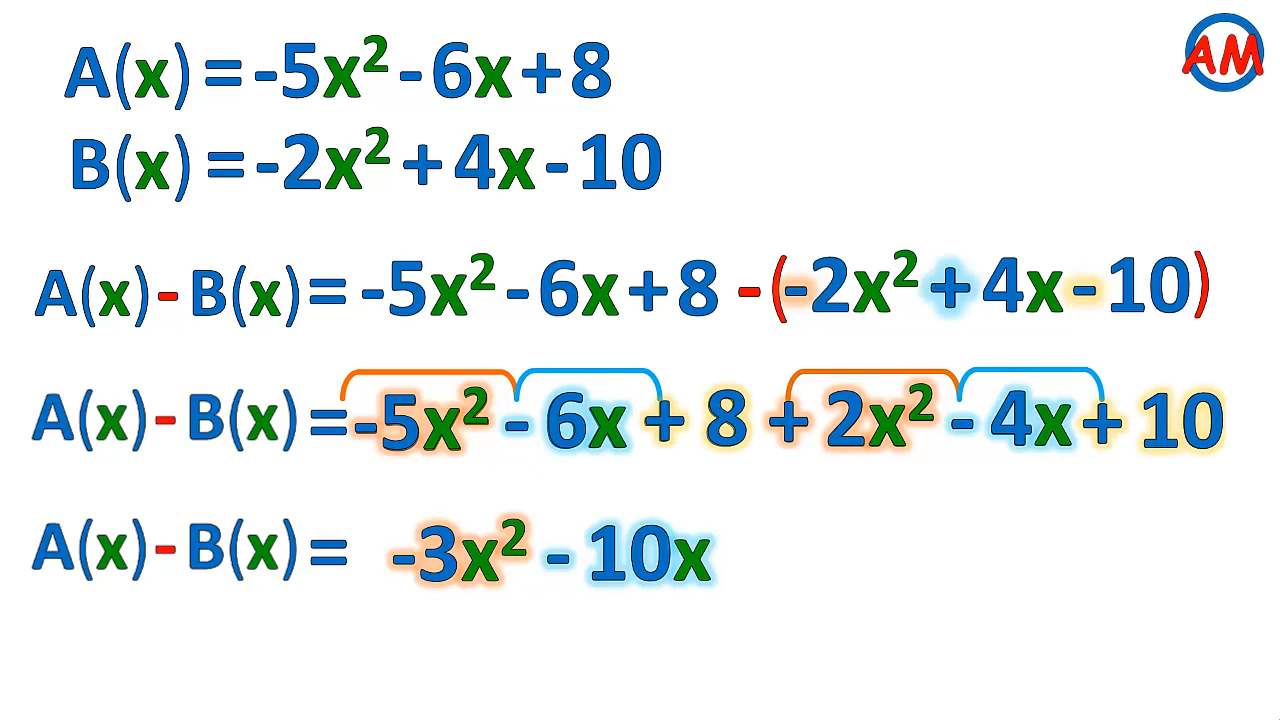 AM
A(x) = -5x² - 6x + 8
B(x) = -2x² + 4x - 10
A(x) - B(x) = -5x² - 6x + 8 - (-2x² + 4x - 10)
A(x) - B(x) = -5x² - 6x + 8 + 2x² - 4x + 10
A(x) - B(x) = -3x² - 10x